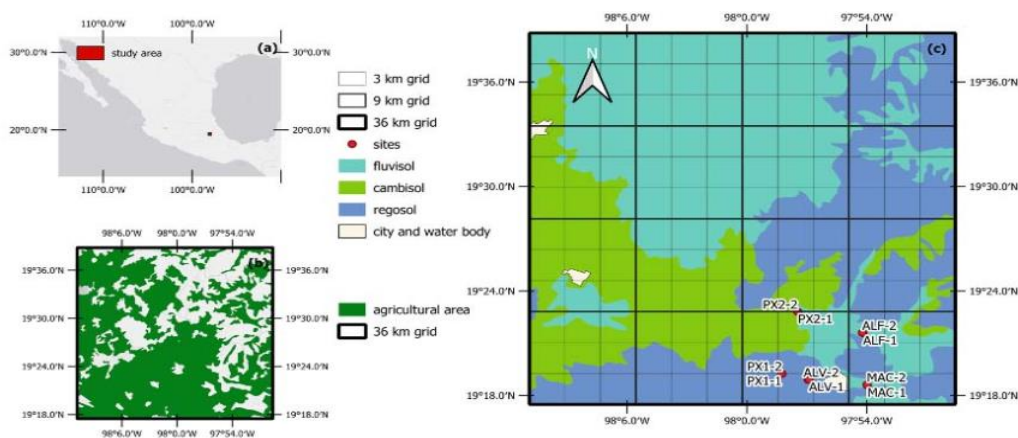 110°0.0'W 100°0.0'W
(a)
30°0.0'N 30°0.0'N
study area
20°0.0'N 20°0.0'N
110°0.0'W 100°0.0'W
98°6.0'W 98°0.0'W 97°54.0'W
(b)
19°36.0'N 19°36.0'N
19°30.0'N 19°30.0'N
19°24.0'N 19°24.0'N
19°18.0'N 19°18.0'N
98°6.0'W 98°0.0'W 97°54.0'W
3 km grid
9 km grid
36 km grid
sites
fluvisol
cambisol
regosol
city and water body
agricultural area
36 km grid
98°6.0'W 98°0.0'W 97°54.0'W
(c)
N
19°36.0'N 19°36.0'N
19°30.0'N 19°30.0'N
19°24.0'N 19°24.0'N
PX2-2
PX2-1
ALF-2
ALF-1
PX1-2
PX1-1
ALV-2
ALV-1
MAC-2
MAC-1
19°18.0'N 19°18.0'N
98°6.0'W 98°0.0'W 97°54.0'W